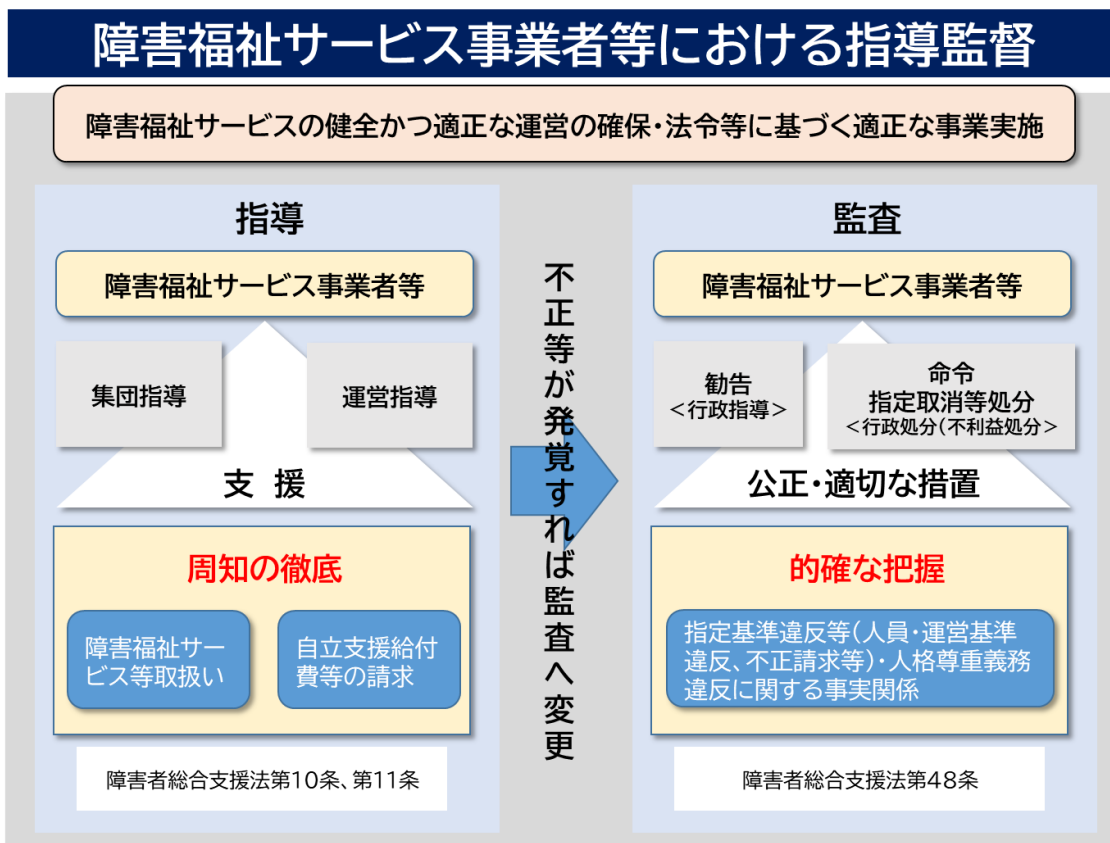 障害福祉サービス事業者等における指導監督
障害福祉サービスの健全かつ適正な運営の確保・法令等に基づく適正な事業実施
指導
障害福祉サービス事業者等
集団指導
運営指導
支 援
周知の徹底
障害福祉サー
ビス等取扱い
自立支援給付
費等の請求
障害者総合支援法第10条、第11条
不正等が発覚すれば監査へ変更
監査
障害福祉サービス事業者等
勧告
<行政指導>
命令
指定取消等処分
<行政処分(不利益処分>
公正・適切な措置
的確な把握
指定基準違反等(人員・運営基準
違反、不正請求等)・人格尊重義務
違反に関する事実関係
障害者総合支援法第48条